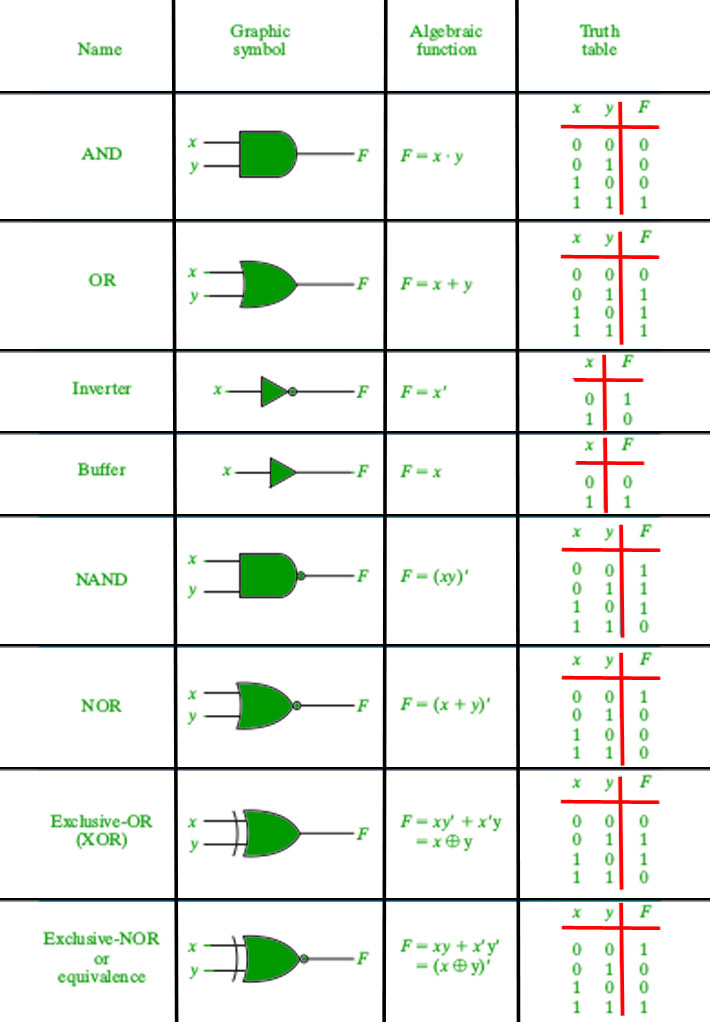 Name
Graphic
symbol
Algebraic
function
Truth
table
AND
x
y
F
F = x · y
x y F
0 0 0
0 1 0
1 0 0
1 1 1
OR
x
y
F
F = x + y
x y F
0 0 0
0 1 1
1 0 1
1 1 1
Inverter
x
F
F = x'
x F
0 1
1 0
Buffer
x
F
F = x
x F
0 0
1 1
NAND
x
y
F
F = (xy)'
x y F
0 0 1
0 1 1
1 0 1
1 1 0
NOR
x
y
F
F = (x + y)'
x y F
0 0 1
0 1 0
1 0 0
1 1 0
Exclusive-OR
(XOR)
x
y
F
F = xy' + x'y
= x ⊕ y
x y F
0 0 0
0 1 1
1 0 1
1 1 0
Exclusive-NOR
or
equivalence
x
y
F
F = xy + x'y'
= (x ⊕ y)'
x y F
0 0 1
0 1 0
1 0 0
1 1 1